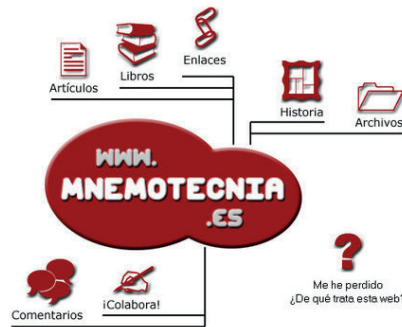 Enlaces
Libros
Artículos
Historia
Archivos
WWW.
MNEMOTECNIA
.ES
Comentarios
¡Colabora!
Me he perdido
¿De qué trata esta web?